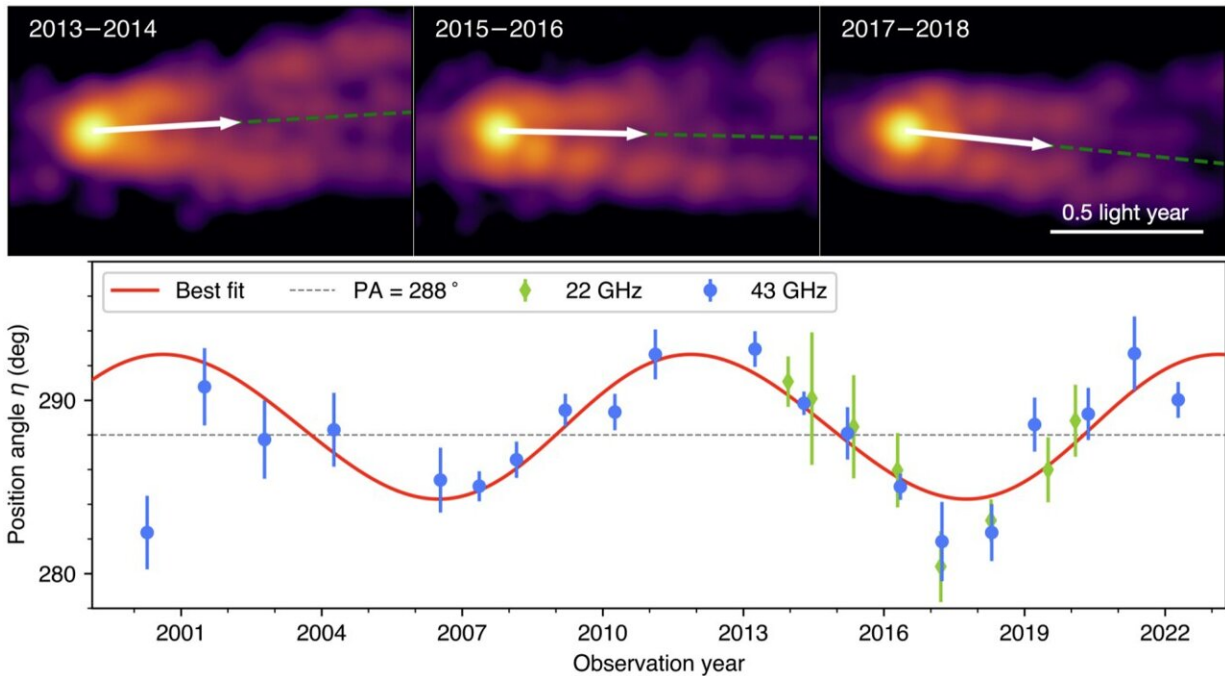 2013−2014
2015−2016
2017−2018
0.5 light year
Best fit
PA = 288 °
22 GHz
43 GHz
Position angle η (deg)
290
280
2001
2004
2007
2010
2013
2016
2019
2022
Observation year